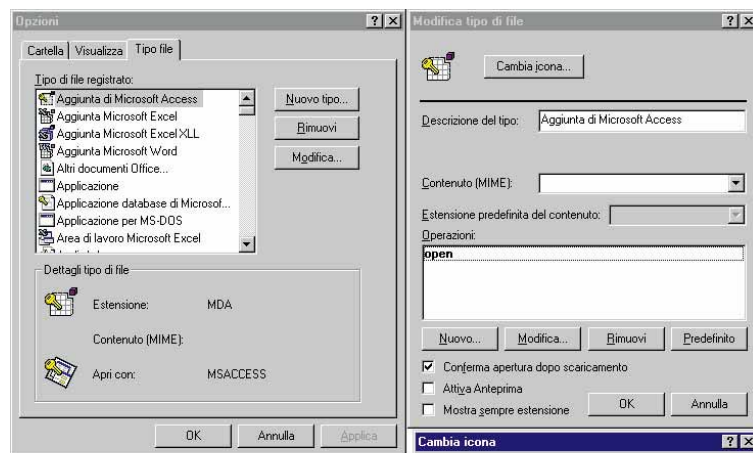 Opzioni
Cartella Visualizza Tipo file
Tipo di file registrato:
Aggiunta di Microsoft Access
Aggiunta Microsoft Excel
Aggiunta Microsoft Excel XLL
Aggiunta Microsoft Word
Altri documenti Office...
Applicazione
Applicazione database di Microsof...
Applicazione per MS-DOS
Area di lavoro Microsoft Excel
Nuovo tipo...
Rimuovi
Modifica...
Dettagli tipo di file
Estensione: MDA
Contenuto (MIME):
Apri con: MSACCESS
OK Annulla Applica
Modifica tipo di file
Cambia icona...
Descrizione del tipo: Aggiunta di Microsoft Access
Contenuto (MIME):
Estensione predefinita del contenuto:
Operazioni:
open
Nuovo... Modifica... Rimuovi Predefinito
Conferma apertura dopo scaricamento
Attiva Anteprima
Mostra sempre estensione
OK Annulla
Cambia icona